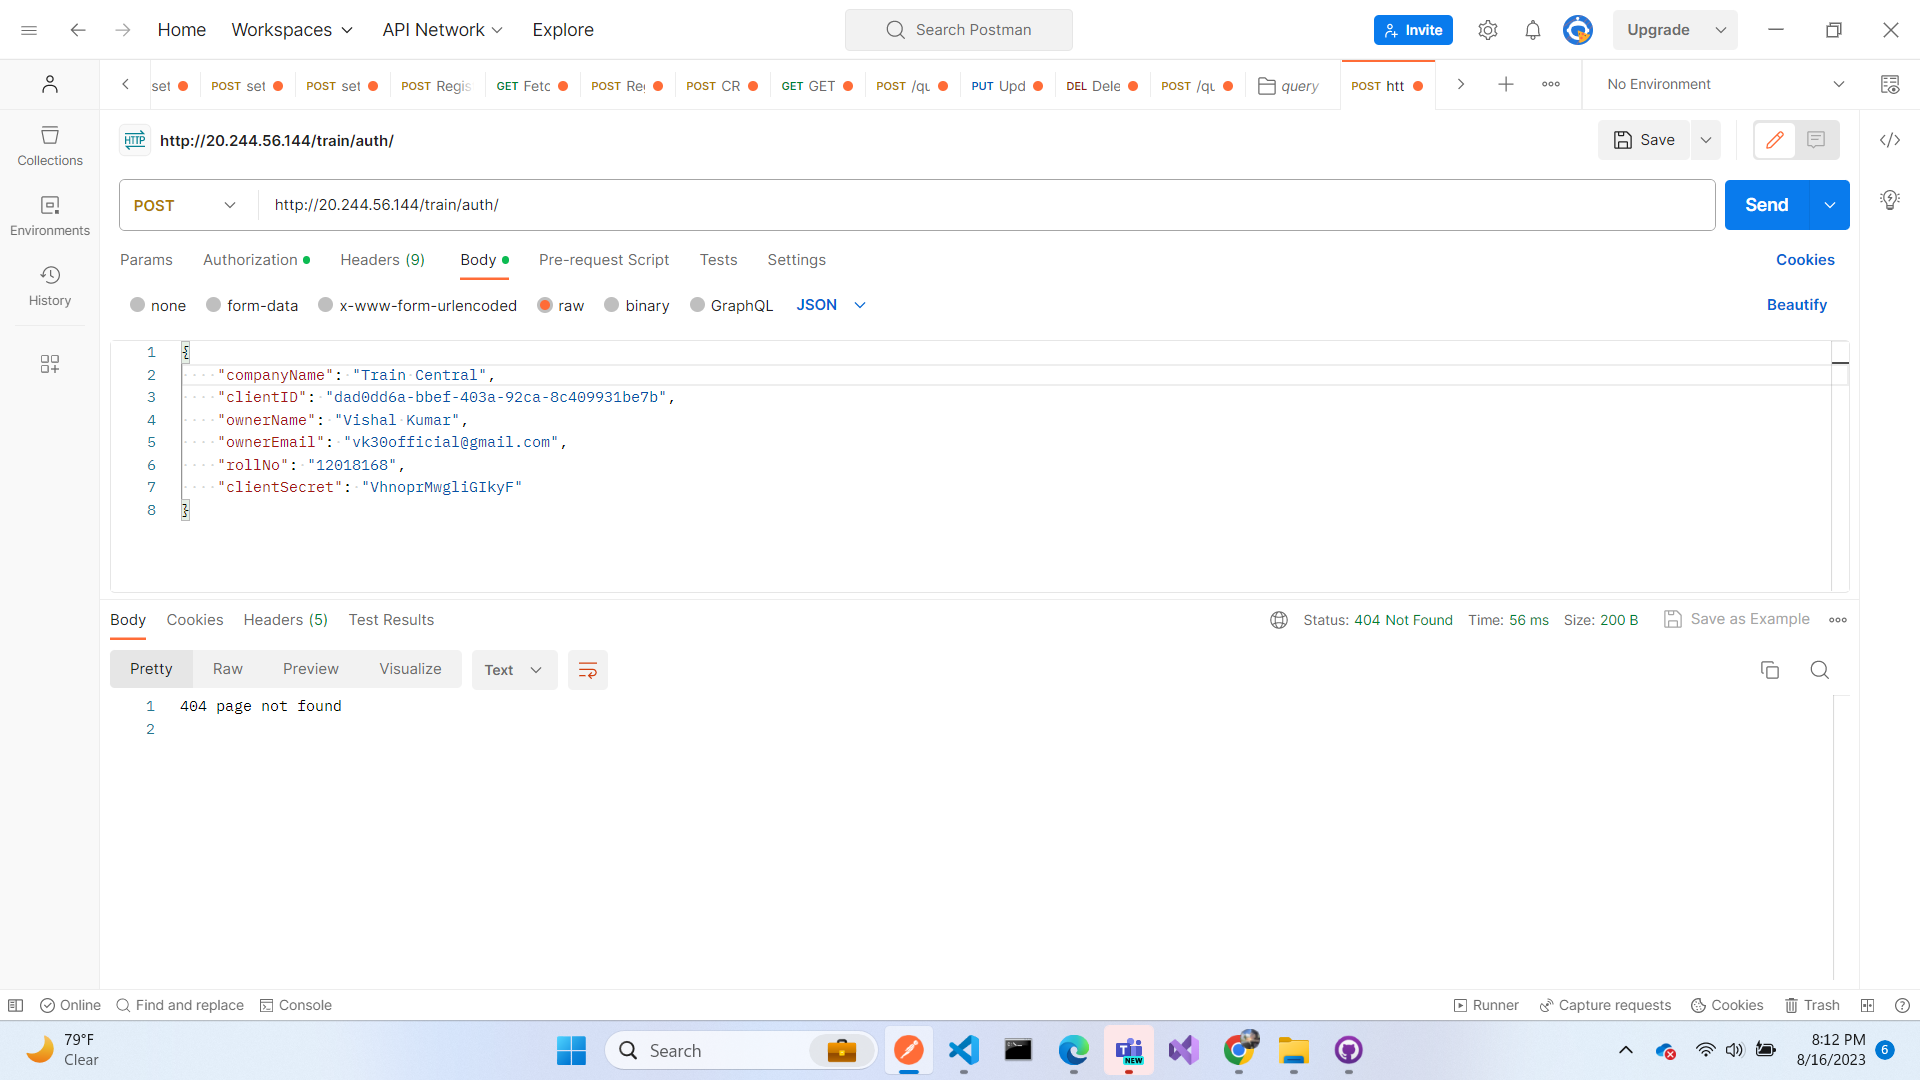 Home Workspaces API Network Explore Search Postman Invite Upgrade
set POST set POST set POST Regis GET Fetc POST Re POST CR GET GET POST /qu PUT Upd DEL Dele POST /qu query POST htt No Environment
HTTP http://20.244.56.144/train/auth/ Save
Collections
Environments
History
POST http://20.244.56.144/train/auth/ Send
Params Authorization Headers (9) Body Pre-request Script Tests Settings Cookies
none form-data x-www-form-urlencoded raw binary GraphQL JSON Beautify
1 {
2 "companyName": "Train Central",
3 "clientID": "dad0dd6a-bbef-403a-92ca-8c409931be7b",
4 "ownerName": "Vishal Kumar",
5 "ownerEmail": "vk30official@gmail.com",
6 "rollNo": "12018168",
7 "clientSecret": "VhnoprMwgliGIkyF"
8 }
Body Cookies Headers (5) Test Results Status: 404 Not Found Time: 56 ms Size: 200 B Save as Example
Pretty Raw Preview Visualize Text
1 404 page not found
2
Online Find and replace Console Runner Capture requests Cookies Trash
79°F
Clear
Search
NEW
8:12 PM
8/16/2023
6